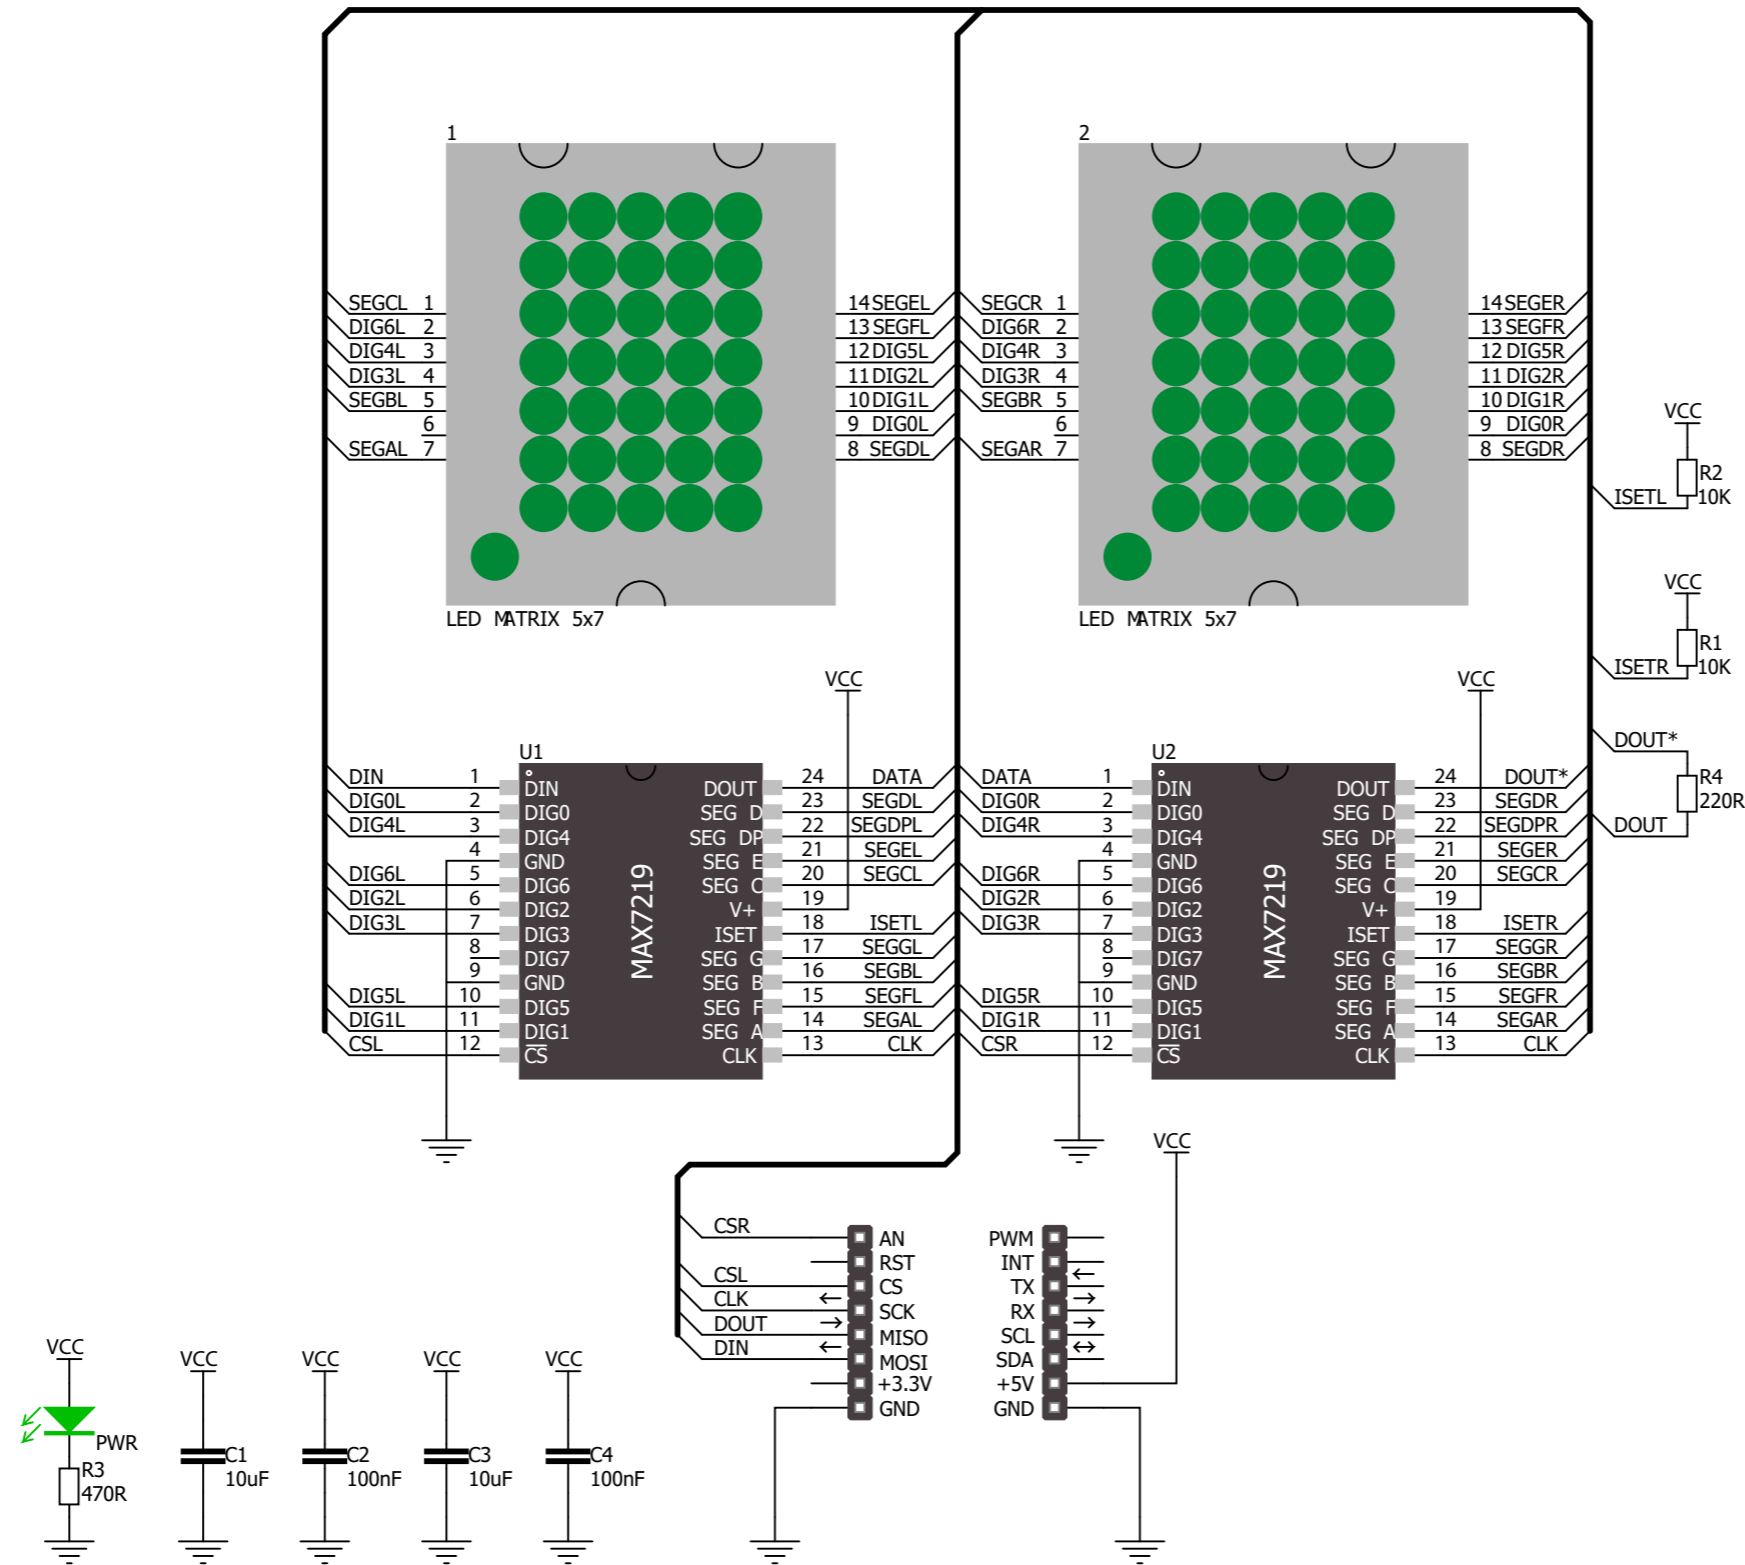 1
SEGCL 1
DIG6L 2
DIG4L 3
DIG3L 4
SEGBL 5
6
SEGAL 7
14 SEGEL
13 SEGFL
12 DIG5L
11 DIG2L
10 DIG1L
9 DIG0L
8 SEGDL
LED MATRIX 5x7
2
SEGCR 1
DIG6R 2
DIG4R 3
DIG3R 4
SEGBR 5
6
SEGAR 7
14 SEGER
13 SEGFR
12 DIG5R
11 DIG2R
10 DIG1R
9 DIG0R
8 SEGDR
LED MATRIX 5x7
VCC
R2
10K
ISETL
VCC
R1
10K
ISETR
DOUT*
R4
220R
DOUT
VCC
U1
MAX7219
DIN 1 DIN
DIG0L 2 DIG0
DIG4L 3 DIG4
4 GND
DIG6L 5 DIG6
DIG2L 6 DIG2
DIG3L 7 DIG3
8 DIG7
9 GND
DIG5L 10 DIG5
DIG1L 11 DIG1
CSL 12 CS
DOUT 24 DATA
SEG D 23 SEGDL
SEG DP 22 SEGDPL
SEG E 21 SEGEL
SEG C 20 SEGCL
V+ 19
ISET 18 ISETL
SEG G 17 SEGGL
SEG B 16 SEGBL
SEG F 15 SEGFL
SEG A 14 SEGAL
CLK 13 CLK
VCC
U2
MAX7219
DATA 1 DIN
DIG0R 2 DIG0
DIG4R 3 DIG4
4 GND
DIG6R 5 DIG6
DIG2R 6 DIG2
DIG3R 7 DIG3
8 DIG7
9 GND
DIG5R 10 DIG5
DIG1R 11 DIG1
CSR 12 CS
DOUT 24 DOUT*
SEG D 23 SEGDR
SEG DP 22 SEGDPR
SEG E 21 SEGER
SEG C 20 SEGCR
V+ 19
ISET 18 ISETR
SEG G 17 SEGGR
SEG B 16 SEGBR
SEG F 15 SEGFR
SEG A 14 SEGAR
CLK 13 CLK
VCC
CSR AN
RST
CSL CS
CLK SCK
DOUT MISO
DIN MOSI
+3.3V
GND
PWM
INT
TX
RX
SCL
SDA
+5V
GND
VCC
PWR
R3
470R
VCC
C1
10uF
VCC
C2
100nF
VCC
C3
10uF
VCC
C4
100nF